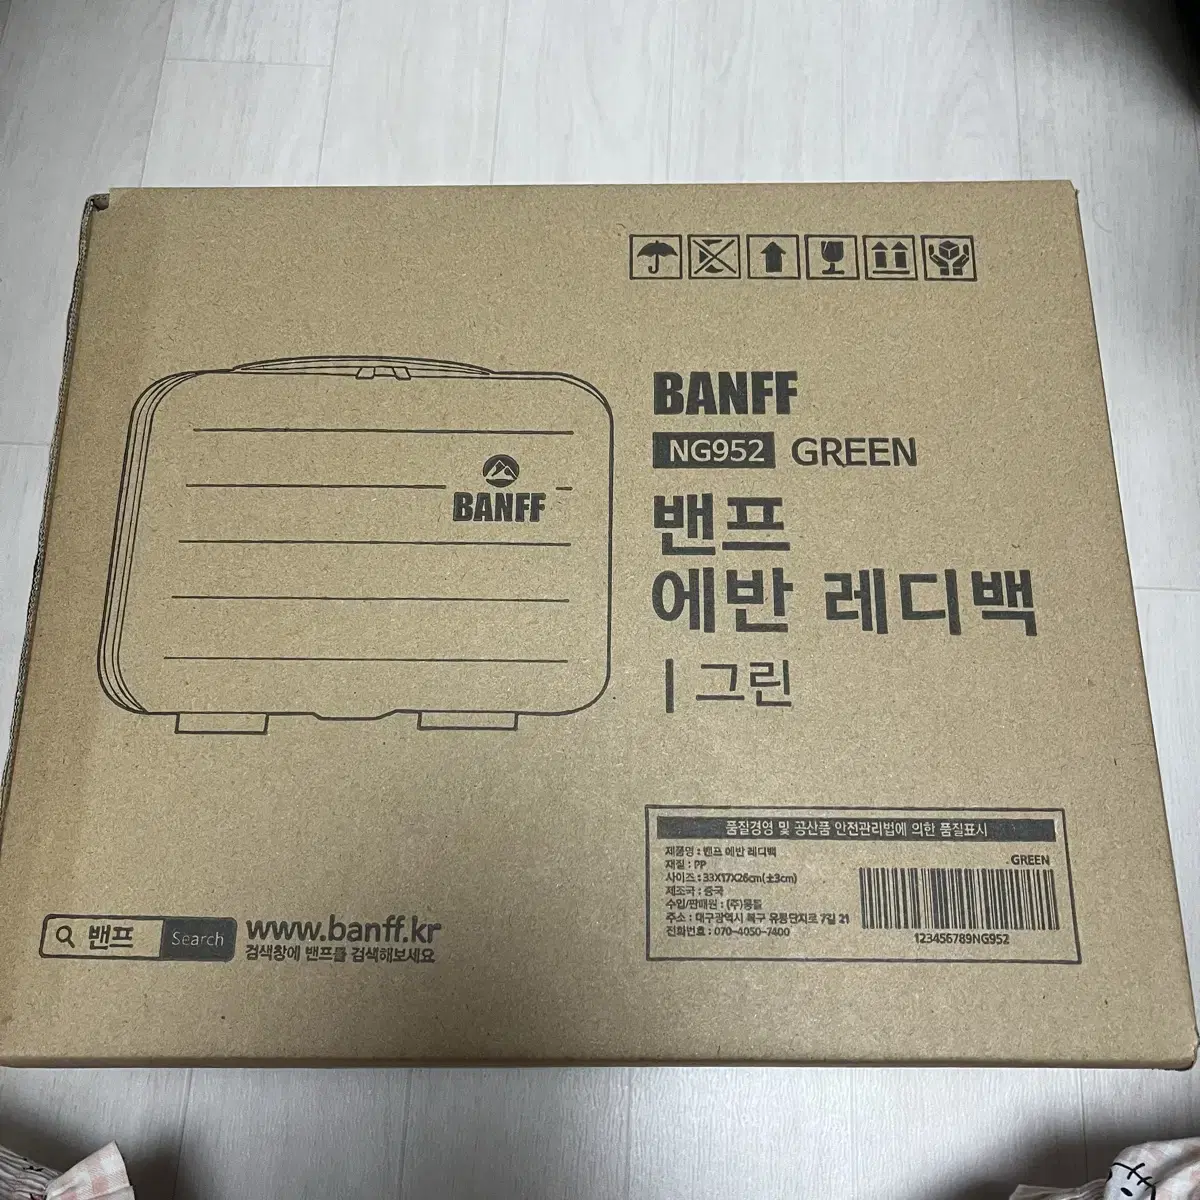 BANFF
NG952 GREEN
밴프
에반 레디백
| 그린
BANFF
품질경영 및 공산품 안전관리법에 의한 품질표시
제품명 : 밴프 에반 레디백
재질 : PP
사이즈 : 33X17X26cm(±3cm)
제조국 : 중국
수입/판매원 : (주)
주소 : 대구광역시 북구 유통단지로 7길 21
전화번호 : 070-4050-7400
GREEN
123456789NG952
밴프 Search
www.banff.kr
검색창에 밴프를 검색해보세요